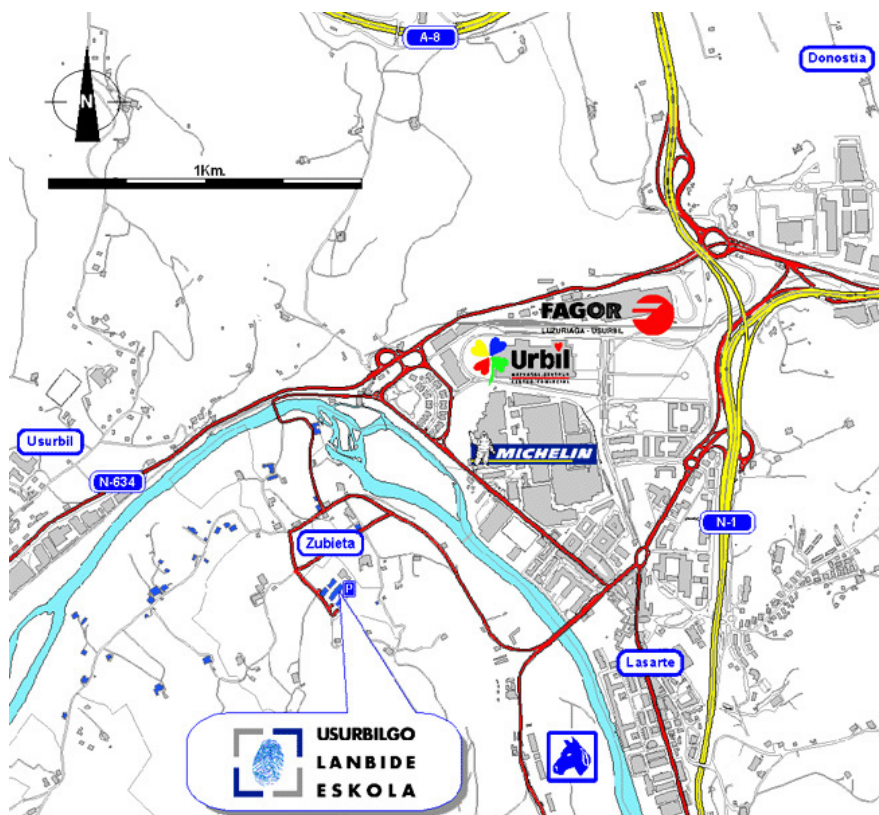 A-8
Donostia
N
1Km.
FAGOR
LUZURIAGA - USURBIL
Urbil
MICHELIN
Usurbil
N-634
N-1
Zubieta
P
Lasarte
USURBILGO
LANBIDE
ESKOLA